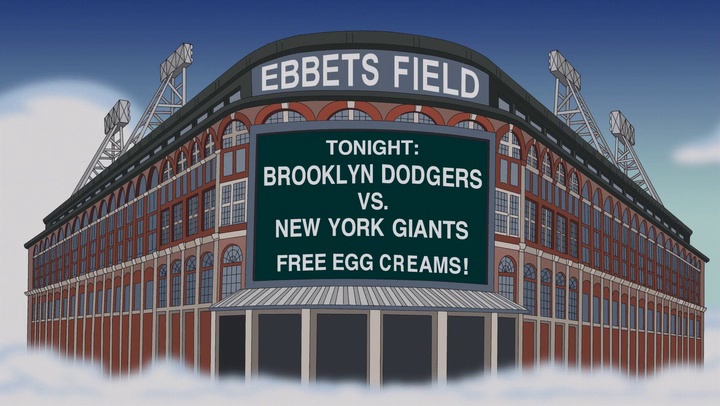 EBBETS FIELD
TONIGHT:
BROOKLYN DODGERS
VS.
NEW YORK GIANTS
FREE EGG CREAMS!